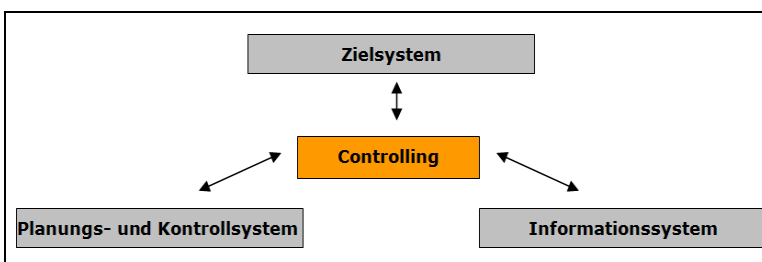 Zielsystem
Controlling
Planungs- und Kontrollsystem
Informationssystem